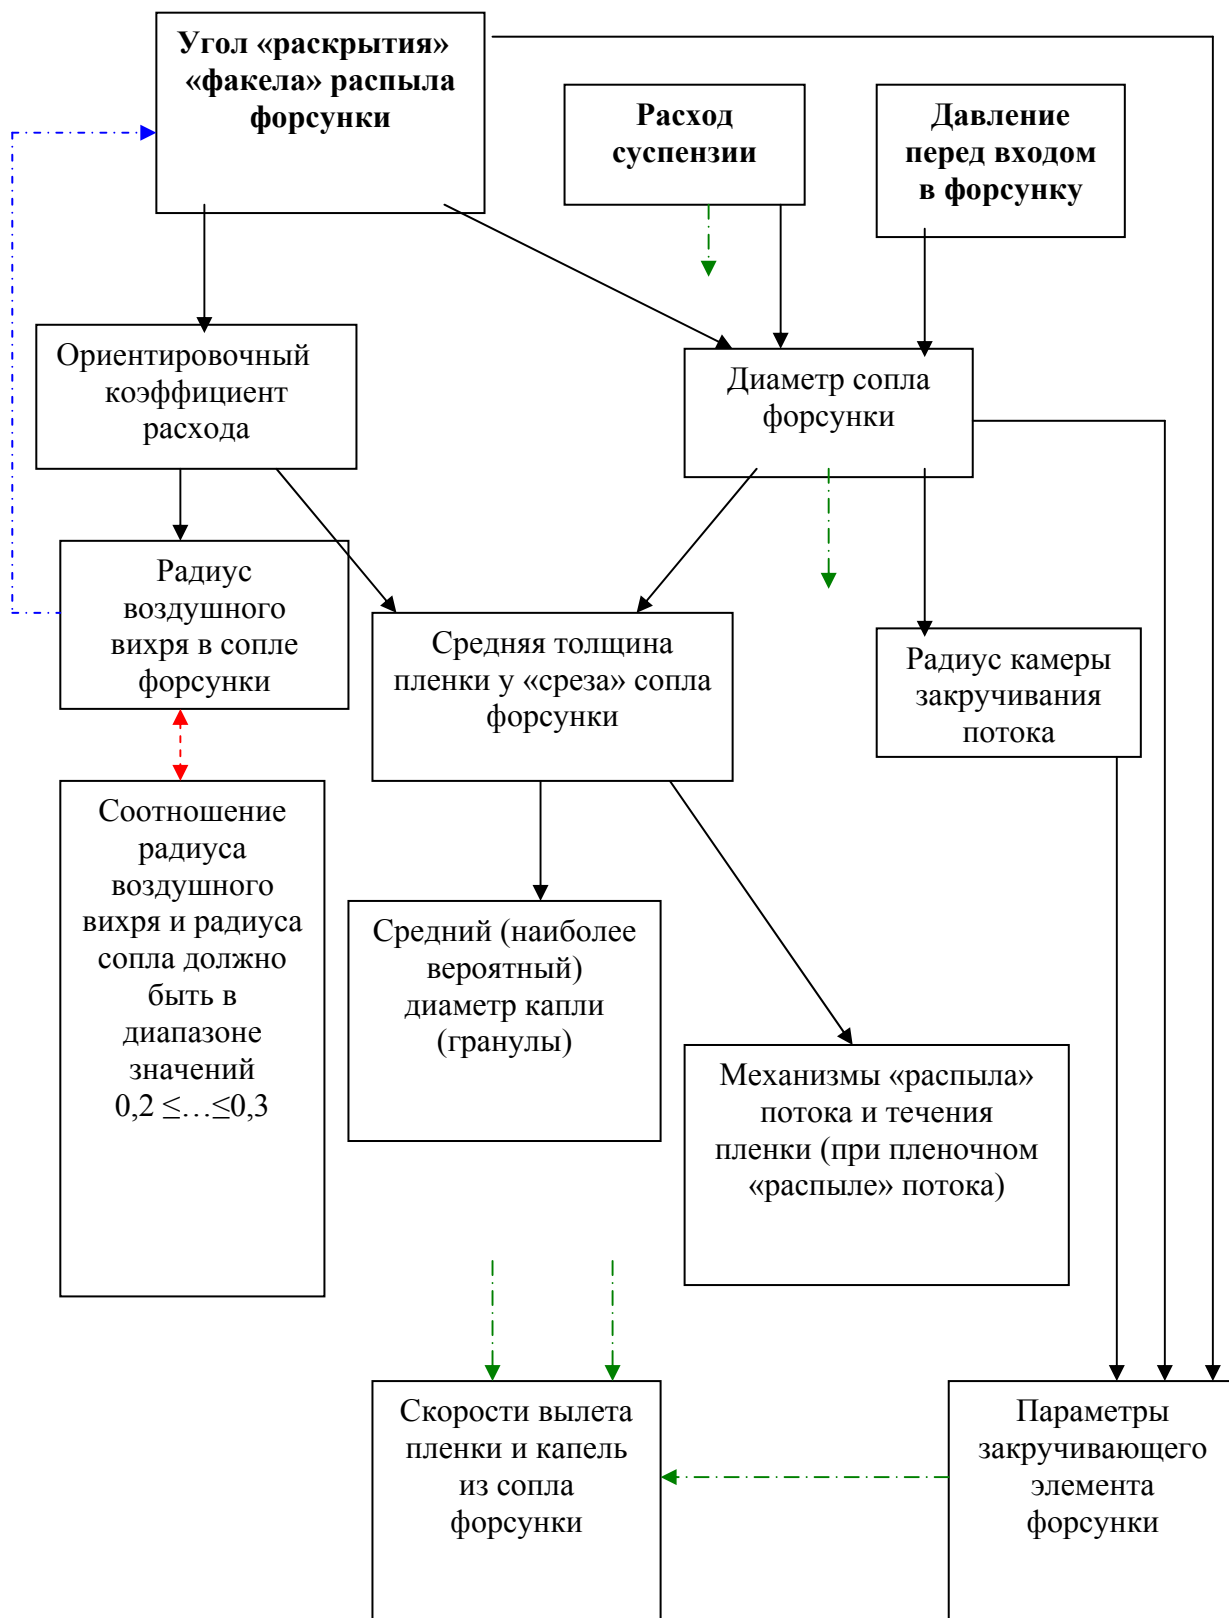 Угол «раскрытия»
«факела» распыла
форсунки
Расход
суспензии
Давление
перед входом
в форсунку
Ориентировочный
коэффициент
расхода
Диаметр сопла
форсунки
Радиус
воздушного
вихря в сопле
форсунки
Средняя толщина
пленки у «среза» сопла
форсунки
Радиус камеры
закручивания
потока
Соотношение
радиуса
воздушного
вихря и радиуса
сопла должно
быть в
диапазоне
значений
0,2 ≤…≤0,3
Средний (наиболее
вероятный)
диаметр капли
(гранулы)
Механизмы «распыла»
потока и течения
пленки (при пленочном
«распыле» потока)
Скорости вылета
пленки и капель
из сопла
форсунки
Параметры
закручивающего
элемента
форсунки